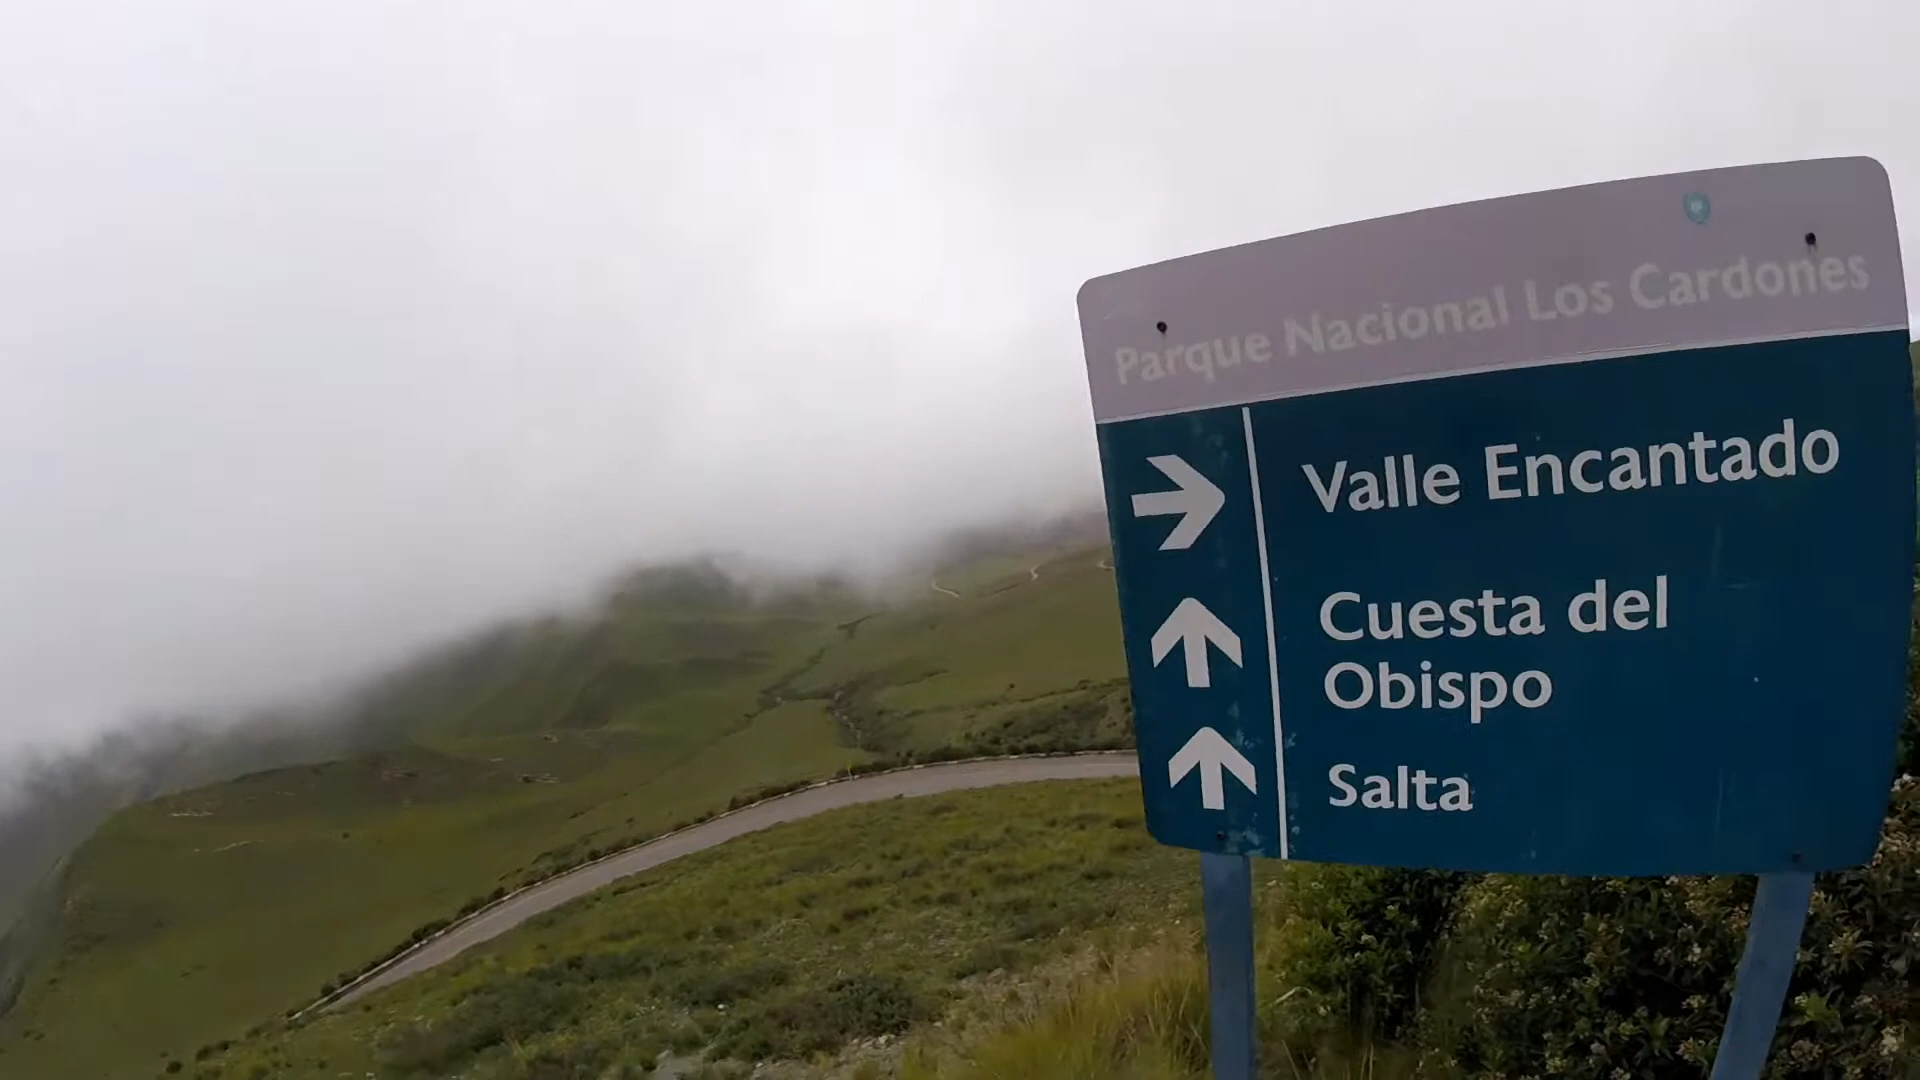 Parque Nacional Los Cardones
Valle Encantado
Cuesta del
Obispo
Salta